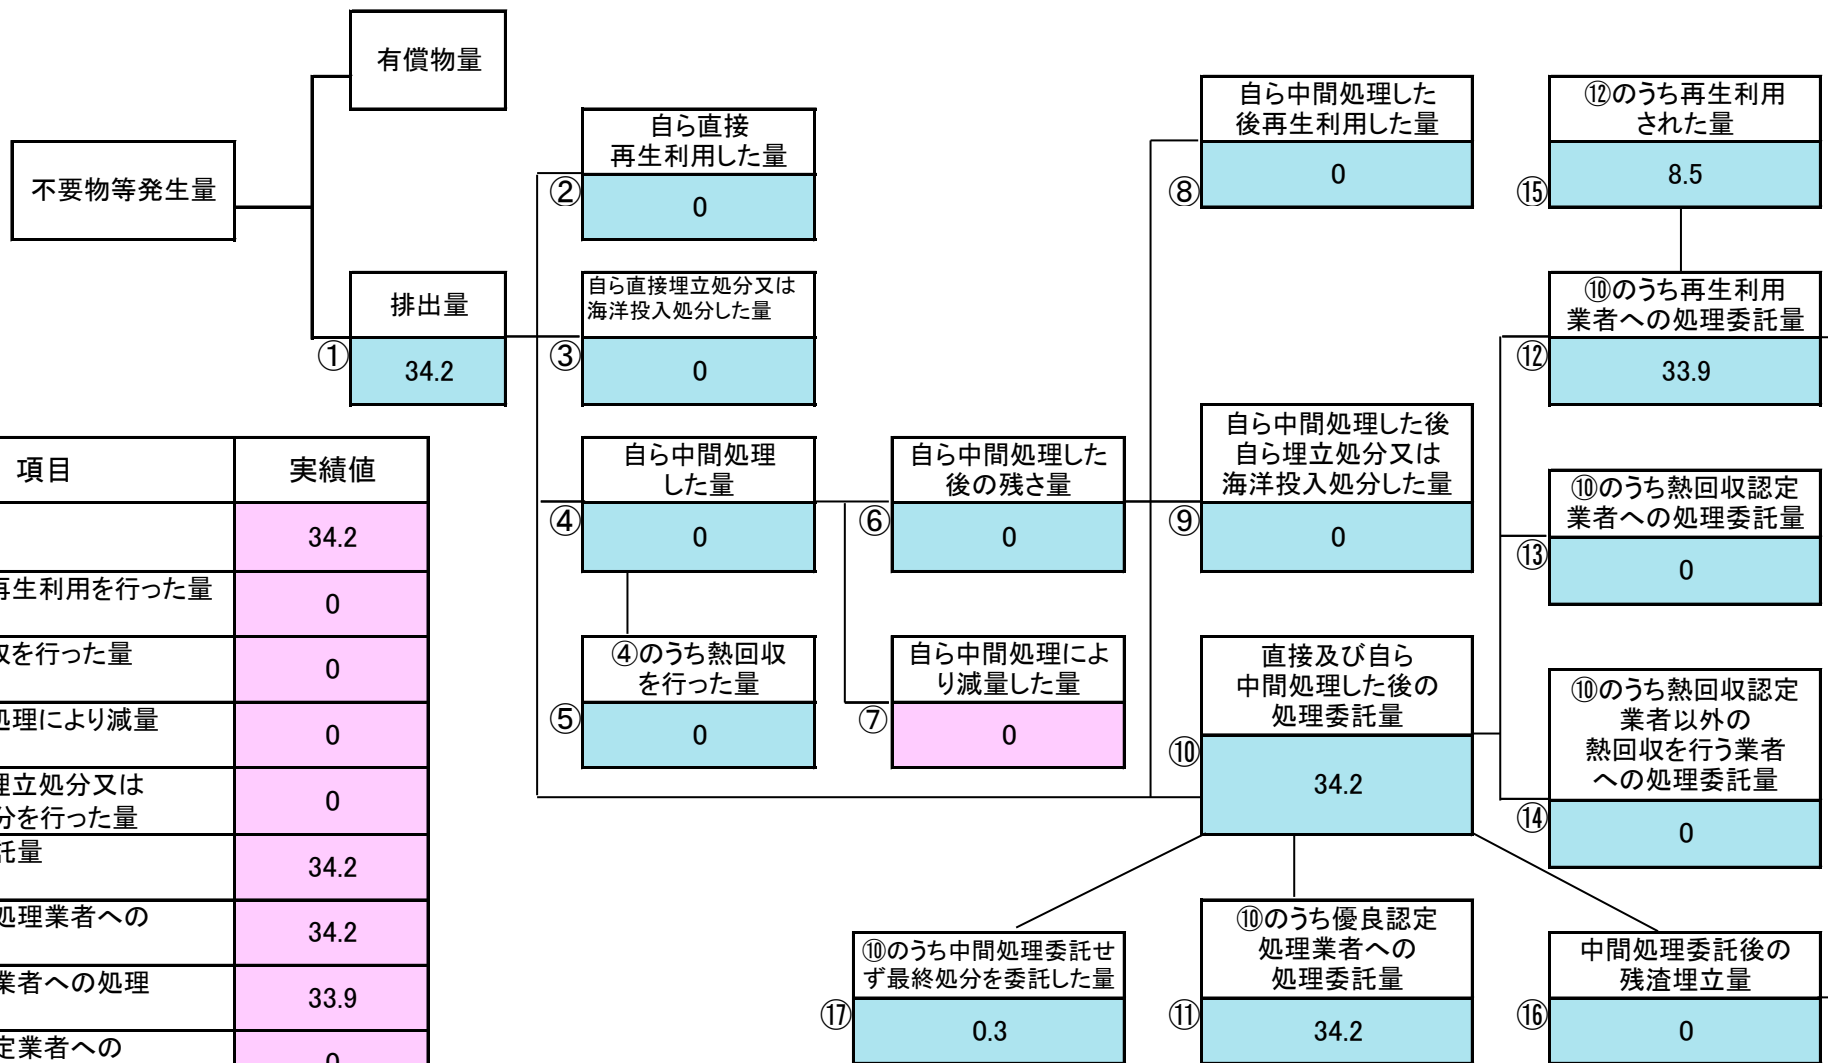 有償物量
不要物等発生量
排出量
①
34.2
自ら直接
再生利用した量
②
0
自ら直接埋立処分又は
海洋投入処分した量
③
0
自ら中間処理
した量
④
0
④のうち熱回収
を行った量
⑤
0
自ら中間処理した
後の残さ量
⑥
0
自ら中間処理によ
り減量した量
⑦
0
自ら中間処理した
後再生利用した量
⑧
0
自ら中間処理した後
自ら埋立処分又は
海洋投入処分した量
⑨
0
直接及び自ら
中間処理した後の
処理委託量
⑩
34.2
⑩のうち優良認定
処理業者への
処理委託量
⑪
34.2
⑫のうち再生利用
された量
⑮
8.5
⑩のうち再生利用
業者への処理委託量
⑫
33.9
⑩のうち熱回収認定
業者への処理委託量
⑬
0
⑩のうち熱回収認定
業者以外の
熱回収を行う業者
への処理委託量
⑭
0
中間処理委託後の
残渣埋立量
⑯
0
⑩のうち中間処理委託せ
ず最終処分を委託した量
⑰
0.3
項目 実績値
34.2
再生利用を行った量
0
を行った量
0
処理により減量
0
埋立処分又は
分を行った量
0
託量
34.2
処理業者への
34.2
業者への処理
33.9
定業者への
0